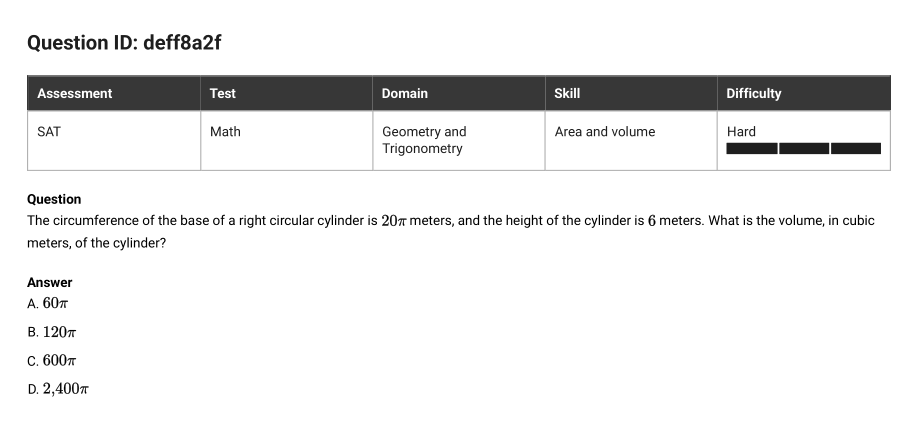 Question ID: deff8a2f
Assessment Test Domain Skill Difficulty
SAT Math Geometry and Area and volume Hard
Trigonometry
Question
The circumference of the base of a right circular cylinder is 20π meters, and the height of the cylinder is 6 meters. What is the volume, in cubic
meters, of the cylinder?
Answer
A. 60π
B. 120π
C. 600π
D. 2,400π